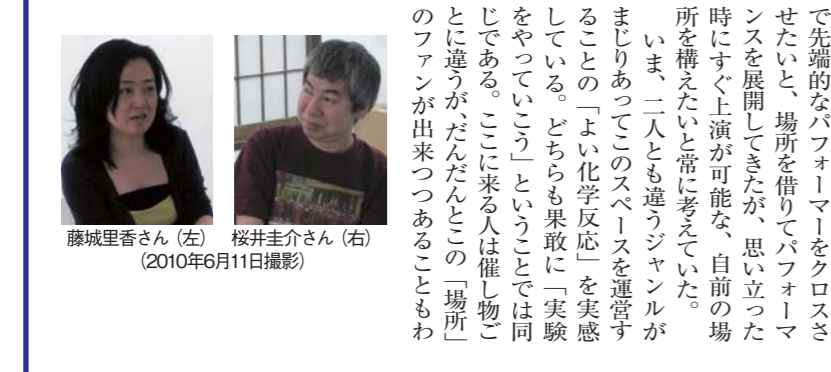 で先端的なパフォーマーをクロスさ
せたいと、場所を借りてパフォーマ
ンスを展開してきたが、思い立った
時にすぐ上演が可能な、自前の場
所を構えたいと常に考えていた。
いま、二人とも違うジャンルが
まじりあってこのスペースを運営す
ることの「よい化学反応」を実感
している。どちらも果敢に「実験
をやっていこう」ということでは同
じである。ここに来る人は催し物ご
とに違うが、だんだんとこの「場所」
のファンが出来つつあることもわ
藤城里香さん（左） 桜井圭介さん（右）
（2010年6月11日撮影）